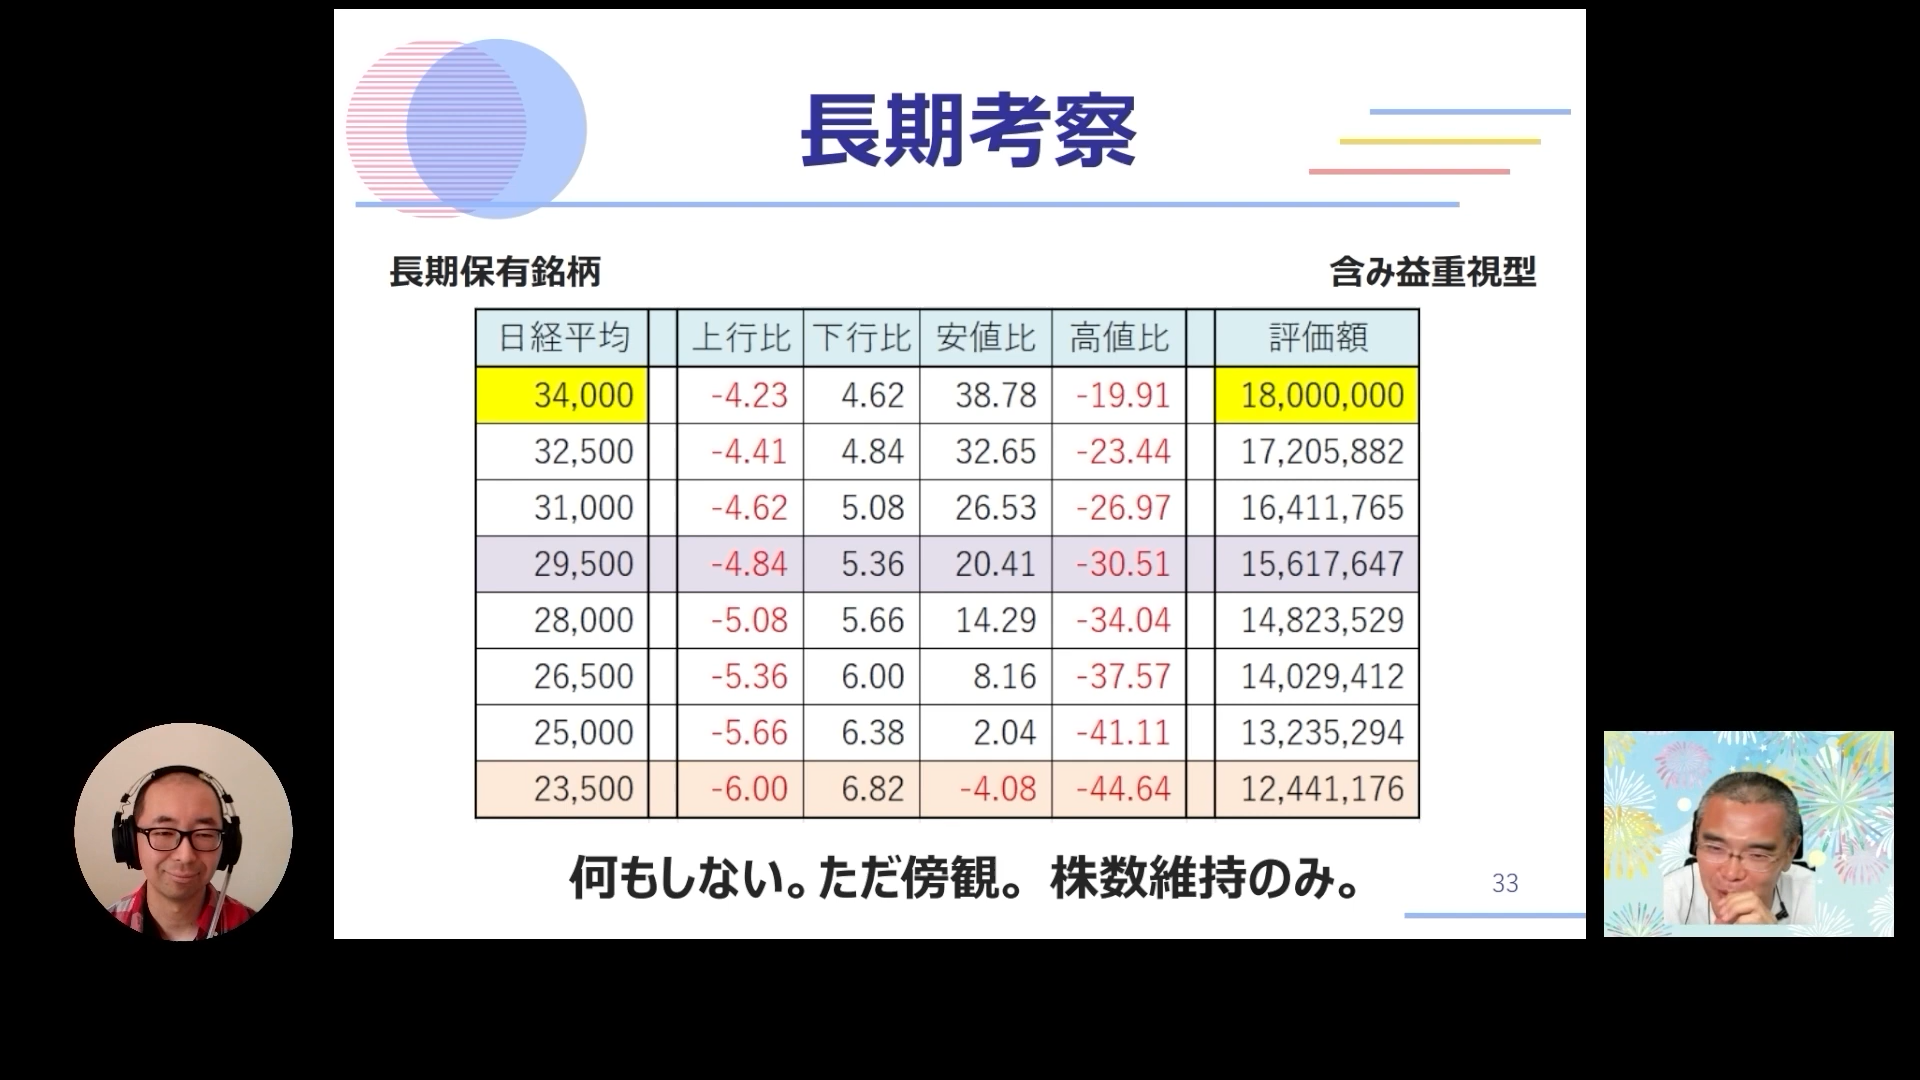 長期考察
長期保有銘柄
含み益重視型
日経平均 上行比 下行比 安値比 高値比 評価額
34,000 -4.23 4.62 38.78 -19.91 18,000,000
32,500 -4.41 4.84 32.65 -23.44 17,205,882
31,000 -4.62 5.08 26.53 -26.97 16,411,765
29,500 -4.84 5.36 20.41 -30.51 15,617,647
28,000 -5.08 5.66 14.29 -34.04 14,823,529
26,500 -5.36 6.00 8.16 -37.57 14,029,412
25,000 -5.66 6.38 2.04 -41.11 13,235,294
23,500 -6.00 6.82 -4.08 -44.64 12,441,176
何もしない。ただ傍観。株数維持のみ。
33